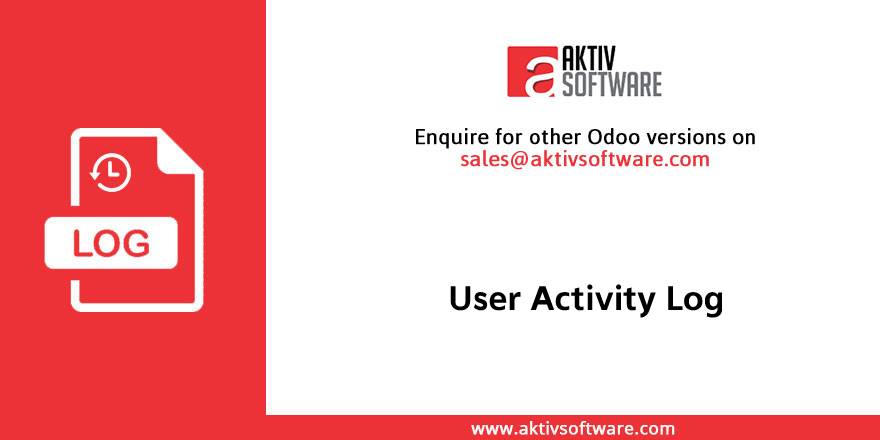 LOG
a AKTIV
SOFTWARE
Enquire for other Odoo versions on
sales@aktivsoftware.com
User Activity Log
www.aktivsoftware.com